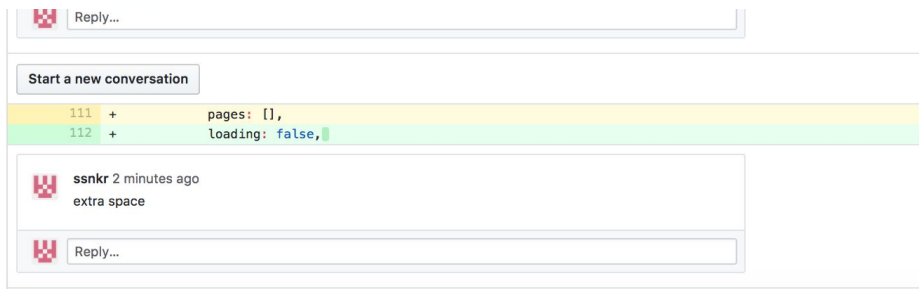 Reply...
Start a new conversation
111 + pages: [],
112 + loading: false,
ssnkr 2 minutes ago
extra space
Reply...